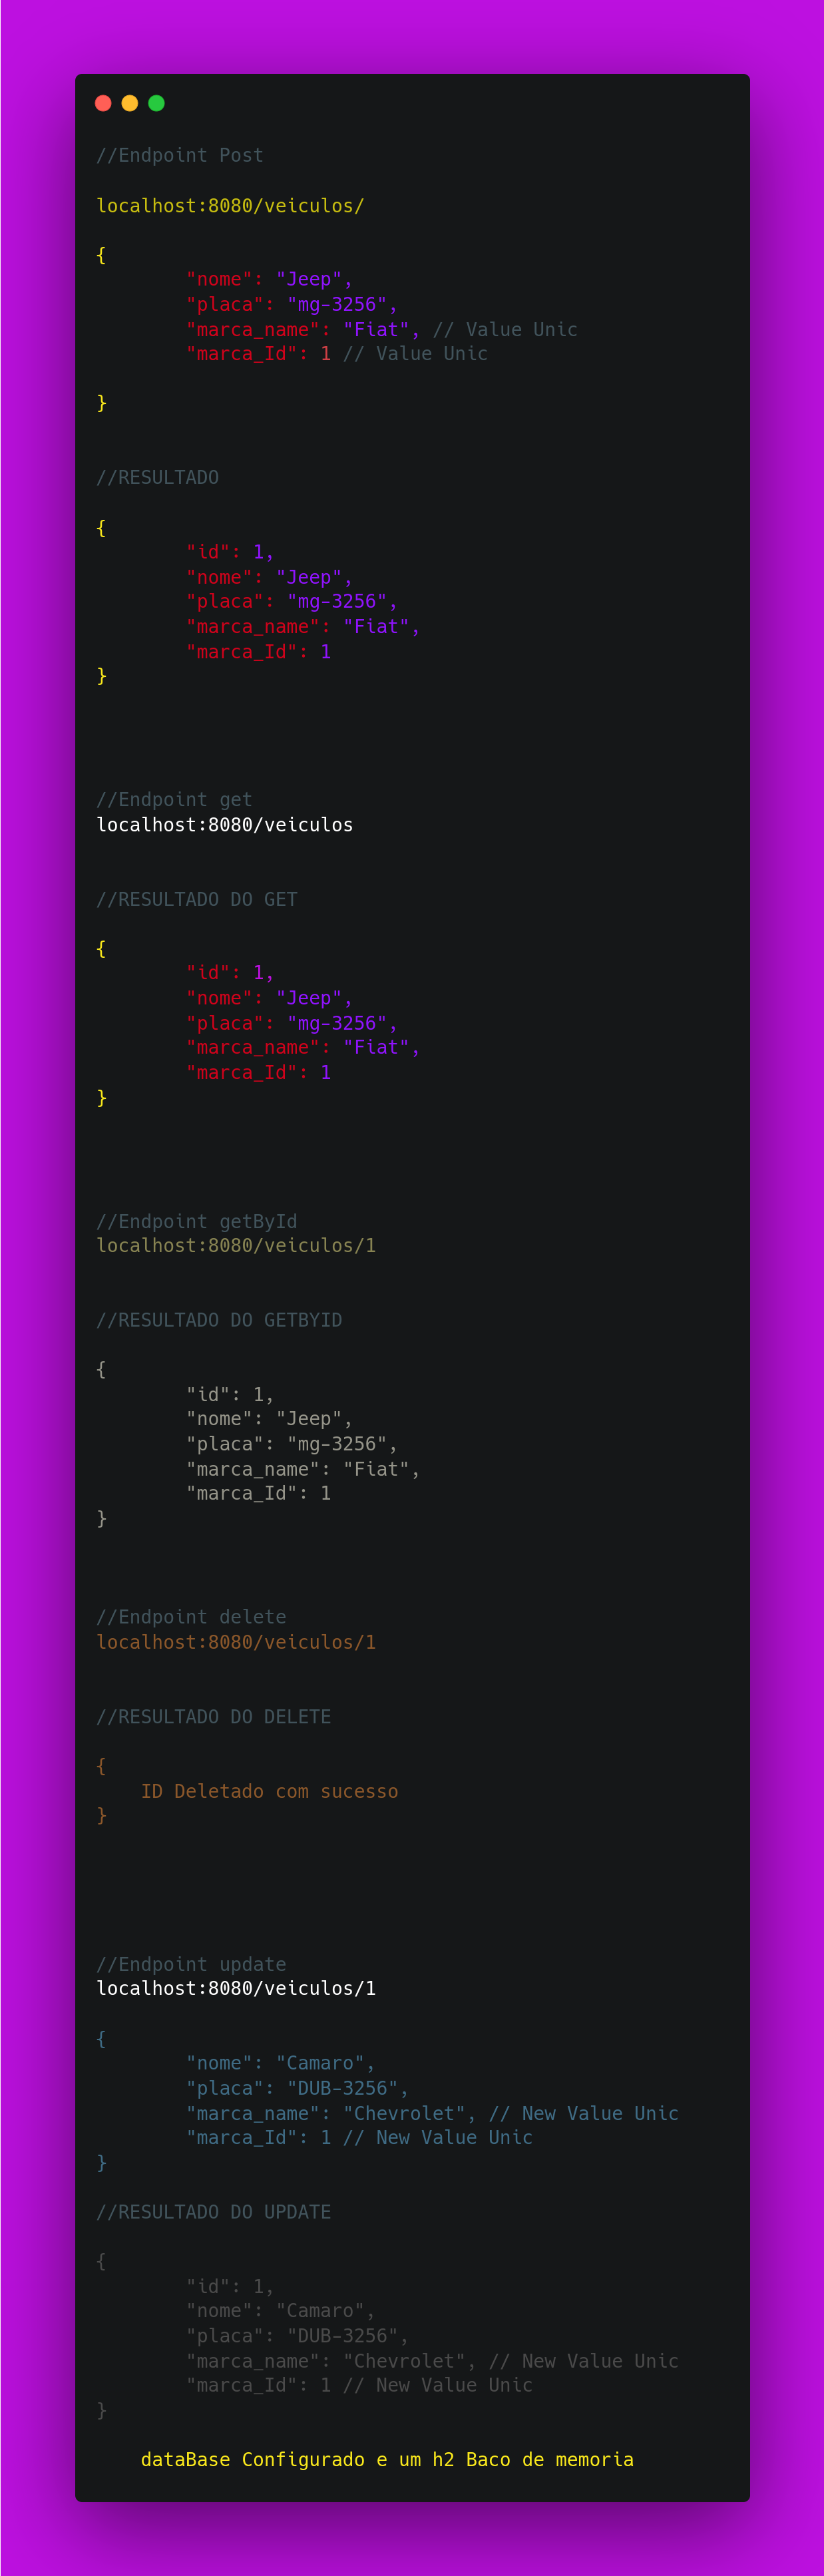 //Endpoint Post
localhost:8080/veiculos/
{
"nome": "Jeep",
"placa": "mg-3256",
"marca_name": "Fiat", // Value Unic
"marca_Id": 1 // Value Unic
}
//RESULTADO
{
"id": 1,
"nome": "Jeep",
"placa": "mg-3256",
"marca_name": "Fiat",
"marca_Id": 1
}
//Endpoint get
localhost:8080/veiculos
//RESULTADO DO GET
{
"id": 1,
"nome": "Jeep",
"placa": "mg-3256",
"marca_name": "Fiat",
"marca_Id": 1
}
//Endpoint getById
localhost:8080/veiculos/1
//RESULTADO DO GETBYID
{
"id": 1,
"nome": "Jeep",
"placa": "mg-3256",
"marca_name": "Fiat",
"marca_Id": 1
}
//Endpoint delete
localhost:8080/veiculos/1
//RESULTADO DO DELETE
{
ID Deletado com sucesso
}
//Endpoint update
localhost:8080/veiculos/1
{
"nome": "Camaro",
"placa": "DUB-3256",
"marca_name": "Chevrolet", // New Value Unic
"marca_Id": 1 // New Value Unic
}
//RESULTADO DO UPDATE
{
"id": 1,
"nome": "Camaro",
"placa": "DUB-3256",
"marca_name": "Chevrolet", // New Value Unic
"marca_Id": 1 // New Value Unic
}
dataBase Configurado e um h2 Baco de memoria